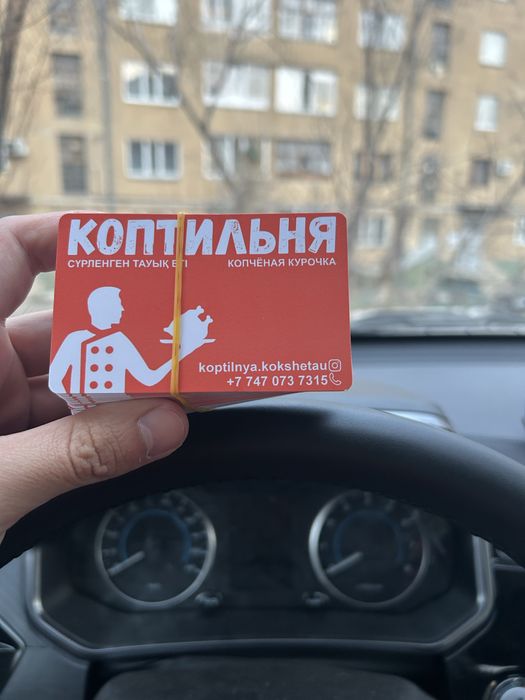 КОПТИЛЬНЯ
СҮРЛЕНГЕН ТАУЫҚ ЕТІ КОПЧЁНАЯ КУРОЧКА
koptilnya.kokshetau
+7 747 073 7315